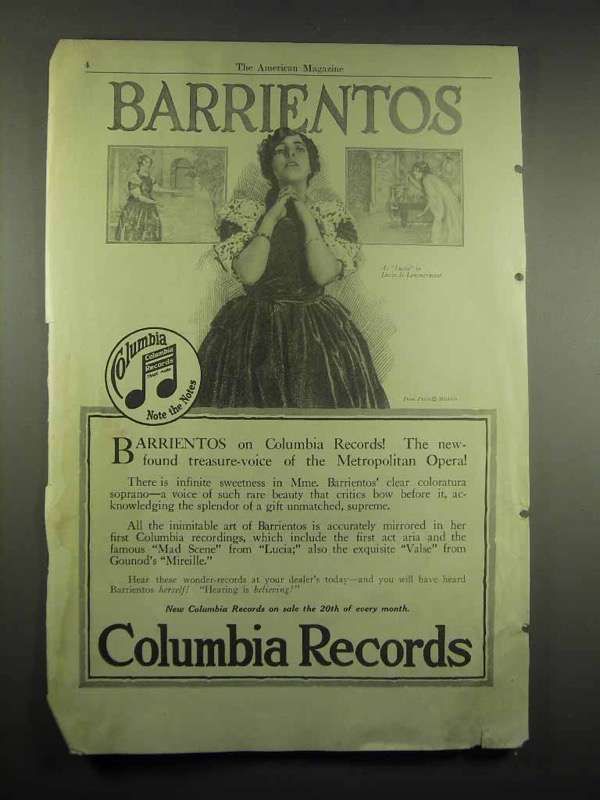 4
The American Magazine
BARRIENTOS
As "Lucia" in
Lucia di Lammermoor
Columbia
Columbia
Records
Note the Notes
BARRIENTOS on Columbia Records! The new-
found treasure-voice of the Metropolitan Opera!
There is infinite sweetness in Mme. Barrientos' clear coloratura
soprano—a voice of such rare beauty that critics bow before it, ac-
knowledging the splendor of a gift unmatched, supreme.
All the inimitable art of Barrientos is accurately mirrored in her
first Columbia recordings, which include the first act aria and the
famous "Mad Scene" from "Lucia;" also the exquisite "Valse" from
Gounod's "Mireille."
Hear these wonder-records at your dealer's today—and you will have heard
Barrientos herself! "Hearing is believing!"
New Columbia Records on sale the 20th of every month.
Columbia Records